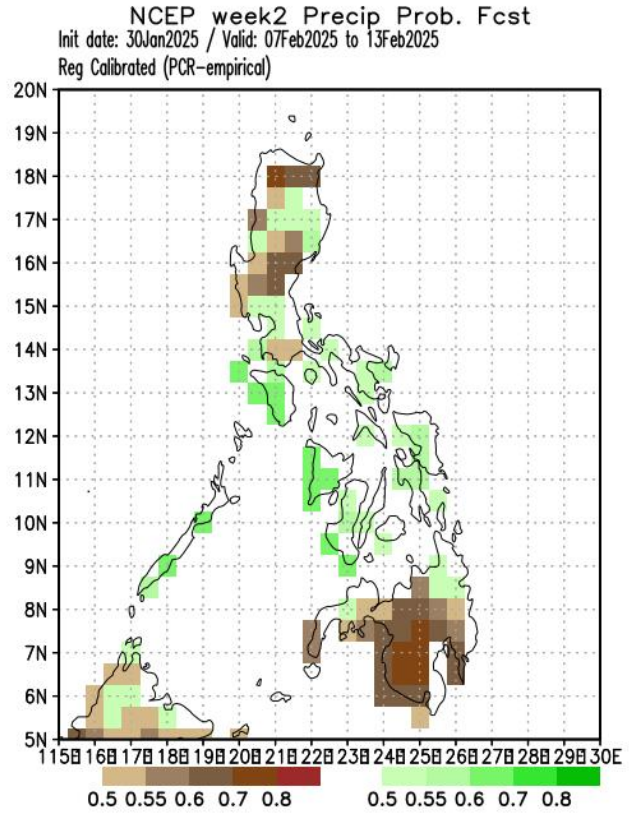 NCEP week2 Precip Prob. Fcst
Init date: 30Jan2025 / Valid: 07Feb2025 to 13Feb2025
Reg Calibrated (PCR-empirical)
20N
19N
18N
17N
16N
15N
14N
13N
12N
11N
10N
9N
8N
7N
6N
5N
115E 116E 117E 118E 119E 120E 121E 122E 123E 124E 125E 126E 127E 128E 129E 130E
0.5 0.55 0.6 0.7 0.8 0.5 0.55 0.6 0.7 0.8